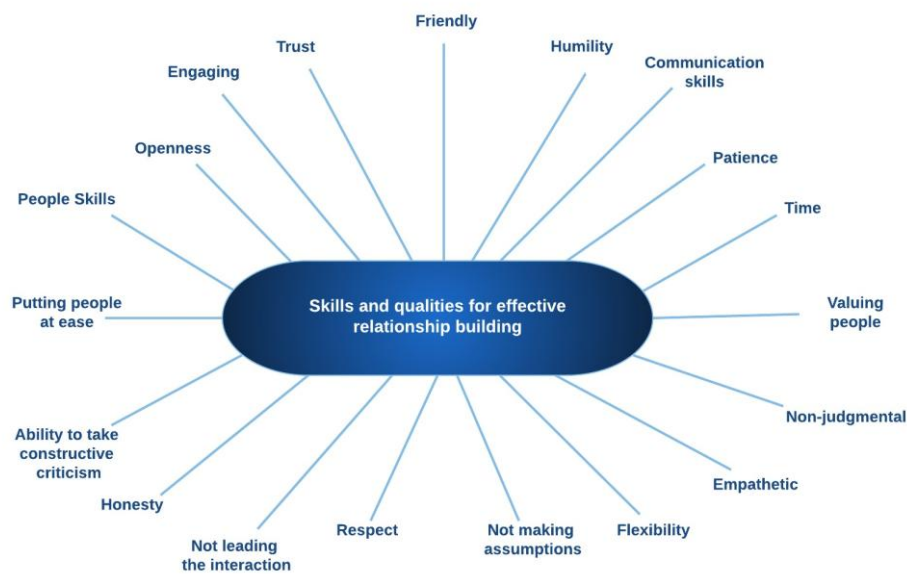 Friendly
Trust
Humility
Communication
skills
Engaging
Openness
Patience
People Skills
Time
Putting people
at ease
Skills and qualities for effective
relationship building
Valuing
people
Non-judgmental
Ability to take
constructive
criticism
Empathetic
Honesty
Not leading
the interaction
Respect
Not making
assumptions
Flexibility